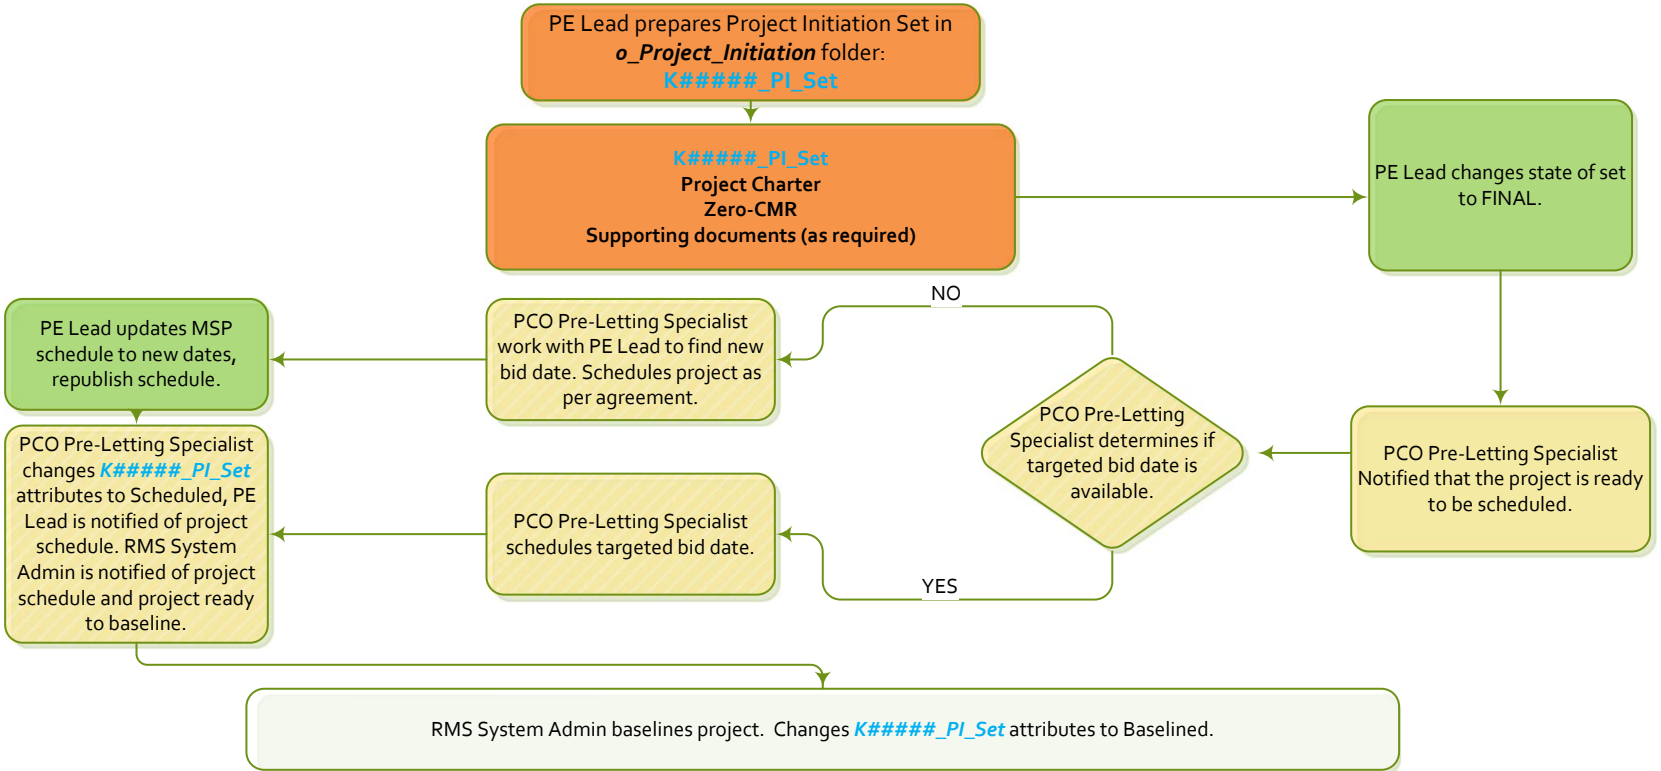 PE Lead prepares Project Initiation Set in
0_Project_Initiation folder:
K#####_PI_Set
K#####_PI_Set
Project Charter
Zero-CMR
Supporting documents (as required)
PE Lead changes state of set
to FINAL.
PCO Pre-Letting Specialist
Notified that the project is ready
to be scheduled.
PCO Pre-Letting
Specialist determines if
targeted bid date is
available.
NO
PCO Pre-Letting Specialist
work with PE Lead to find new
bid date. Schedules project as
per agreement.
PE Lead updates MSP
schedule to new dates,
republish schedule.
YES
PCO Pre-Letting Specialist
schedules targeted bid date.
PCO Pre-Letting Specialist
changes K#####_PI_Set
attributes to Scheduled, PE
Lead is notified of project
schedule. RMS System
Admin is notified of project
schedule and project ready
to baseline.
RMS System Admin baselines project.  Changes K#####_PI_Set attributes to Baselined.